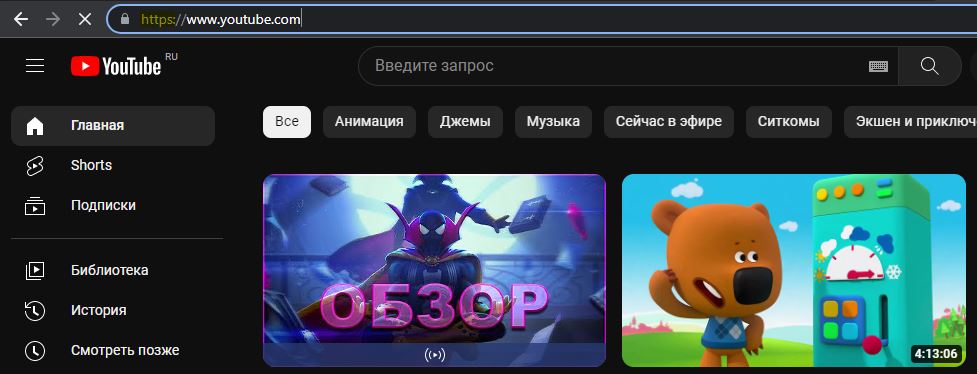 https://www.youtube.com
YouTube RU
Введите запрос
Все Анимация Джемы Музыка Сейчас в эфире Ситкомы Экшен и приключ
Главная
Shorts
Подписки
Библиотека
История
Смотреть позже
ОБЗОР
4:13:06